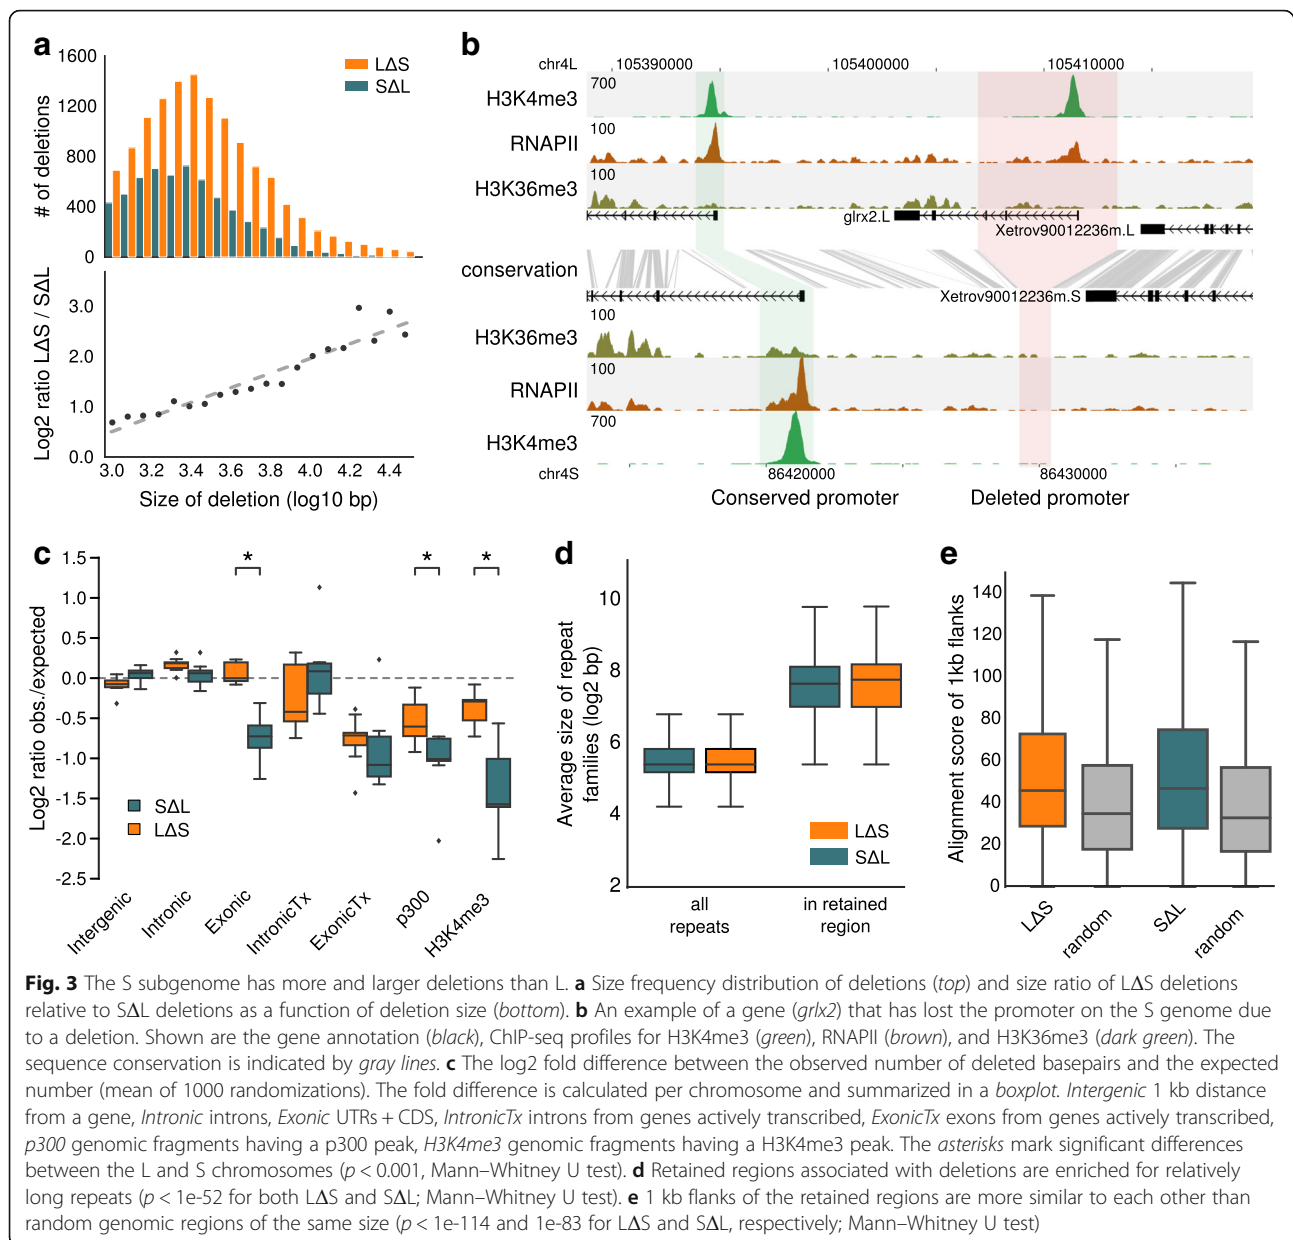 a
1600
1200
800
400
0
# of deletions
LΔS
SΔL
3.0
2.0
1.0
0.0
Log2 ratio LΔS / SΔL
3.0 3.2 3.4 3.6 3.8 4.0 4.2 4.4
Size of deletion (log10 bp)
b
chr4L 105390000 105400000 105410000
700
H3K4me3
100
RNAPII
100
H3K36me3
glrx2.L
Xetrov90012236m.L
conservation
Xetrov90012236m.S
100
H3K36me3
100
RNAPII
700
H3K4me3
chr4S 86420000 86430000
Conserved promoter Deleted promoter
c
1.5
1.0
0.5
0.0
-0.5
-1.0
-1.5
-2.0
-2.5
Log2 ratio obs./expected
* * *
SΔL
LΔS
Intergenic Intronic Exonic IntronicTx ExonicTx p300 H3K4me3
d
10
8
6
4
2
Average size of repeat
families (log2 bp)
LΔS
SΔL
all
repeats
in retained
region
e
140
120
100
80
60
40
20
0
Alignment score of 1kb flanks
LΔS random SΔL random
Fig. 3 The S subgenome has more and larger deletions than L. a Size frequency distribution of deletions (top) and size ratio of LΔS deletions
relative to SΔL deletions as a function of deletion size (bottom). b An example of a gene (grlx2) that has lost the promoter on the S genome due
to a deletion. Shown are the gene annotation (black), ChIP-seq profiles for H3K4me3 (green), RNAPII (brown), and H3K36me3 (dark green). The
sequence conservation is indicated by gray lines. c The log2 fold difference between the observed number of deleted basepairs and the expected
number (mean of 1000 randomizations). The fold difference is calculated per chromosome and summarized in a boxplot. Intergenic 1 kb distance
from a gene, Intronic introns, Exonic UTRs + CDS, IntronicTx introns from genes actively transcribed, ExonicTx exons from genes actively transcribed,
p300 genomic fragments having a p300 peak, H3K4me3 genomic fragments having a H3K4me3 peak. The asterisks mark significant differences
between the L and S chromosomes (p < 0.001, Mann–Whitney U test). d Retained regions associated with deletions are enriched for relatively
long repeats (p < 1e-52 for both LΔS and SΔL; Mann–Whitney U test). e 1 kb flanks of the retained regions are more similar to each other than
random genomic regions of the same size (p < 1e-114 and 1e-83 for LΔS and SΔL, respectively; Mann–Whitney U test)